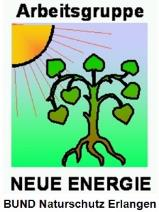 Arbeitsgruppe
NEUE ENERGIE
BUND Naturschutz Erlangen